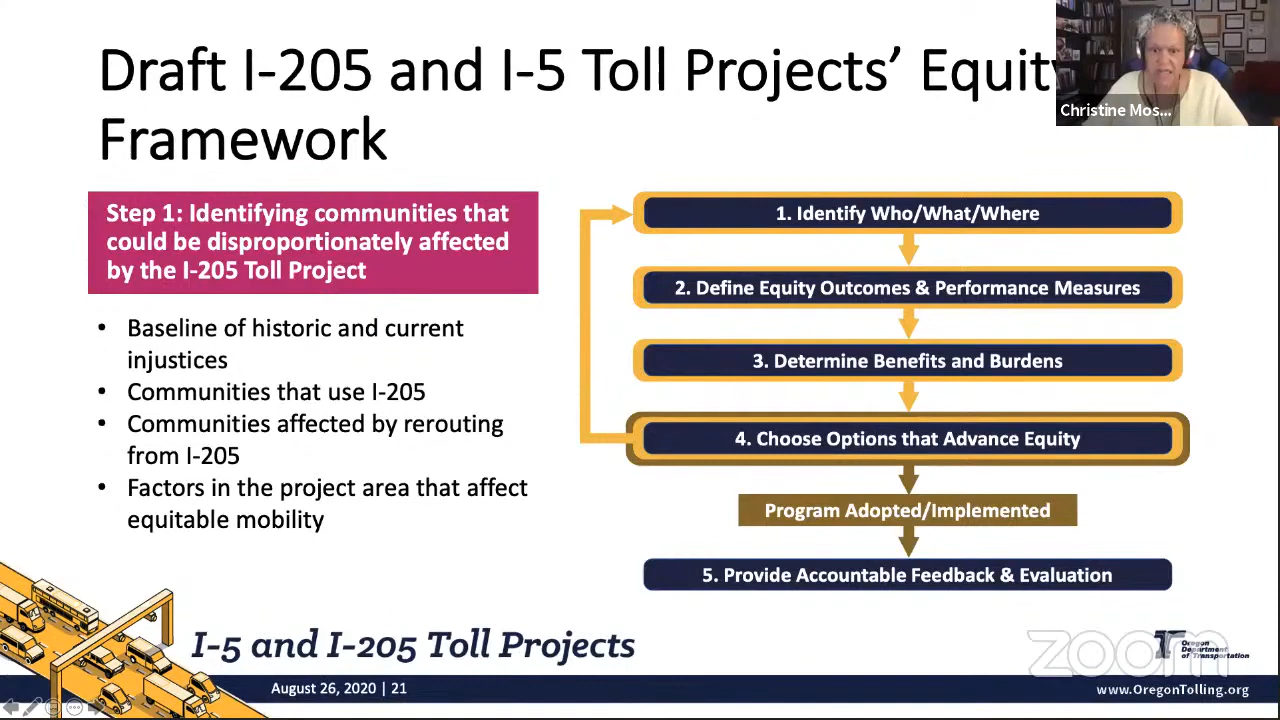 Draft I-205 and I-5 Toll Projects’ Equity
Framework
Christine Mos...
Step 1: Identifying communities that
could be disproportionately affected
by the I-205 Toll Project
• Baseline of historic and current
injustices
• Communities that use I-205
• Communities affected by rerouting
from I-205
• Factors in the project area that affect
equitable mobility
1. Identify Who/What/Where
2. Define Equity Outcomes & Performance Measures
3. Determine Benefits and Burdens
4. Choose Options that Advance Equity
Program Adopted/Implemented
5. Provide Accountable Feedback & Evaluation
I-5 and I-205 Toll Projects
zoom
Oregon
Department
of Transportation
August 26, 2020 | 21
www.OregonTolling.org